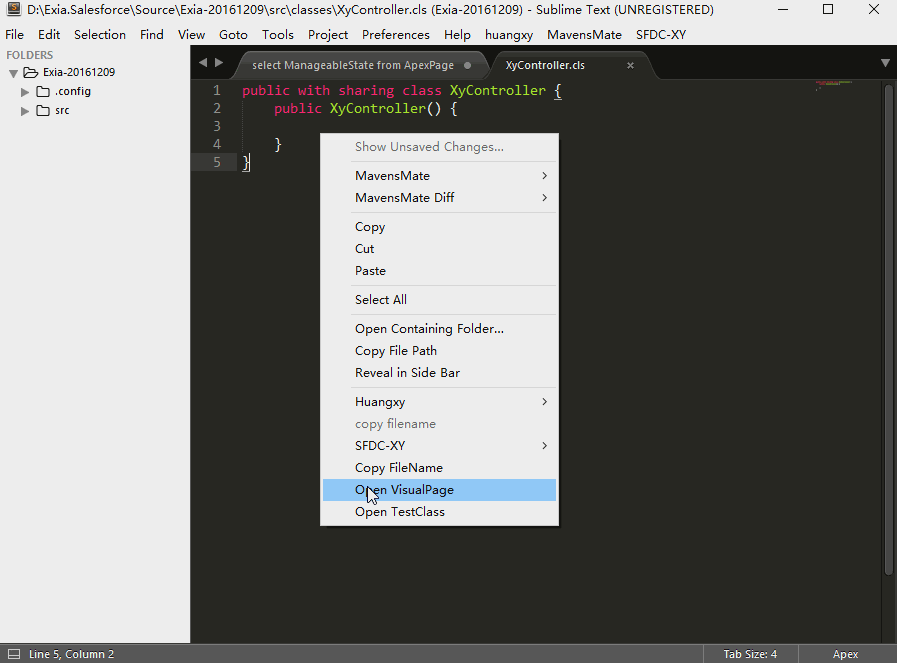 D:\Exia.Salesforce\Source\Exia-20161209\src\classes\XyController.cls (Exia-20161209) - Sublime Text (UNREGISTERED)
File Edit Selection Find View Goto Tools Project Preferences Help huangxy MavensMate SFDC-XY
FOLDERS
Exia-20161209
.config
src
select ManageableState from ApexPage
XyController.cls
1 public with sharing class XyController {
2 public XyController() {
3
4 }
5 }
Show Unsaved Changes...
MavensMate
MavensMate Diff
Copy
Cut
Paste
Select All
Open Containing Folder...
Copy File Path
Reveal in Side Bar
Huangxy
copy filename
SFDC-XY
Copy FileName
Open VisualPage
Open TestClass
Line 5, Column 2
Tab Size: 4
Apex